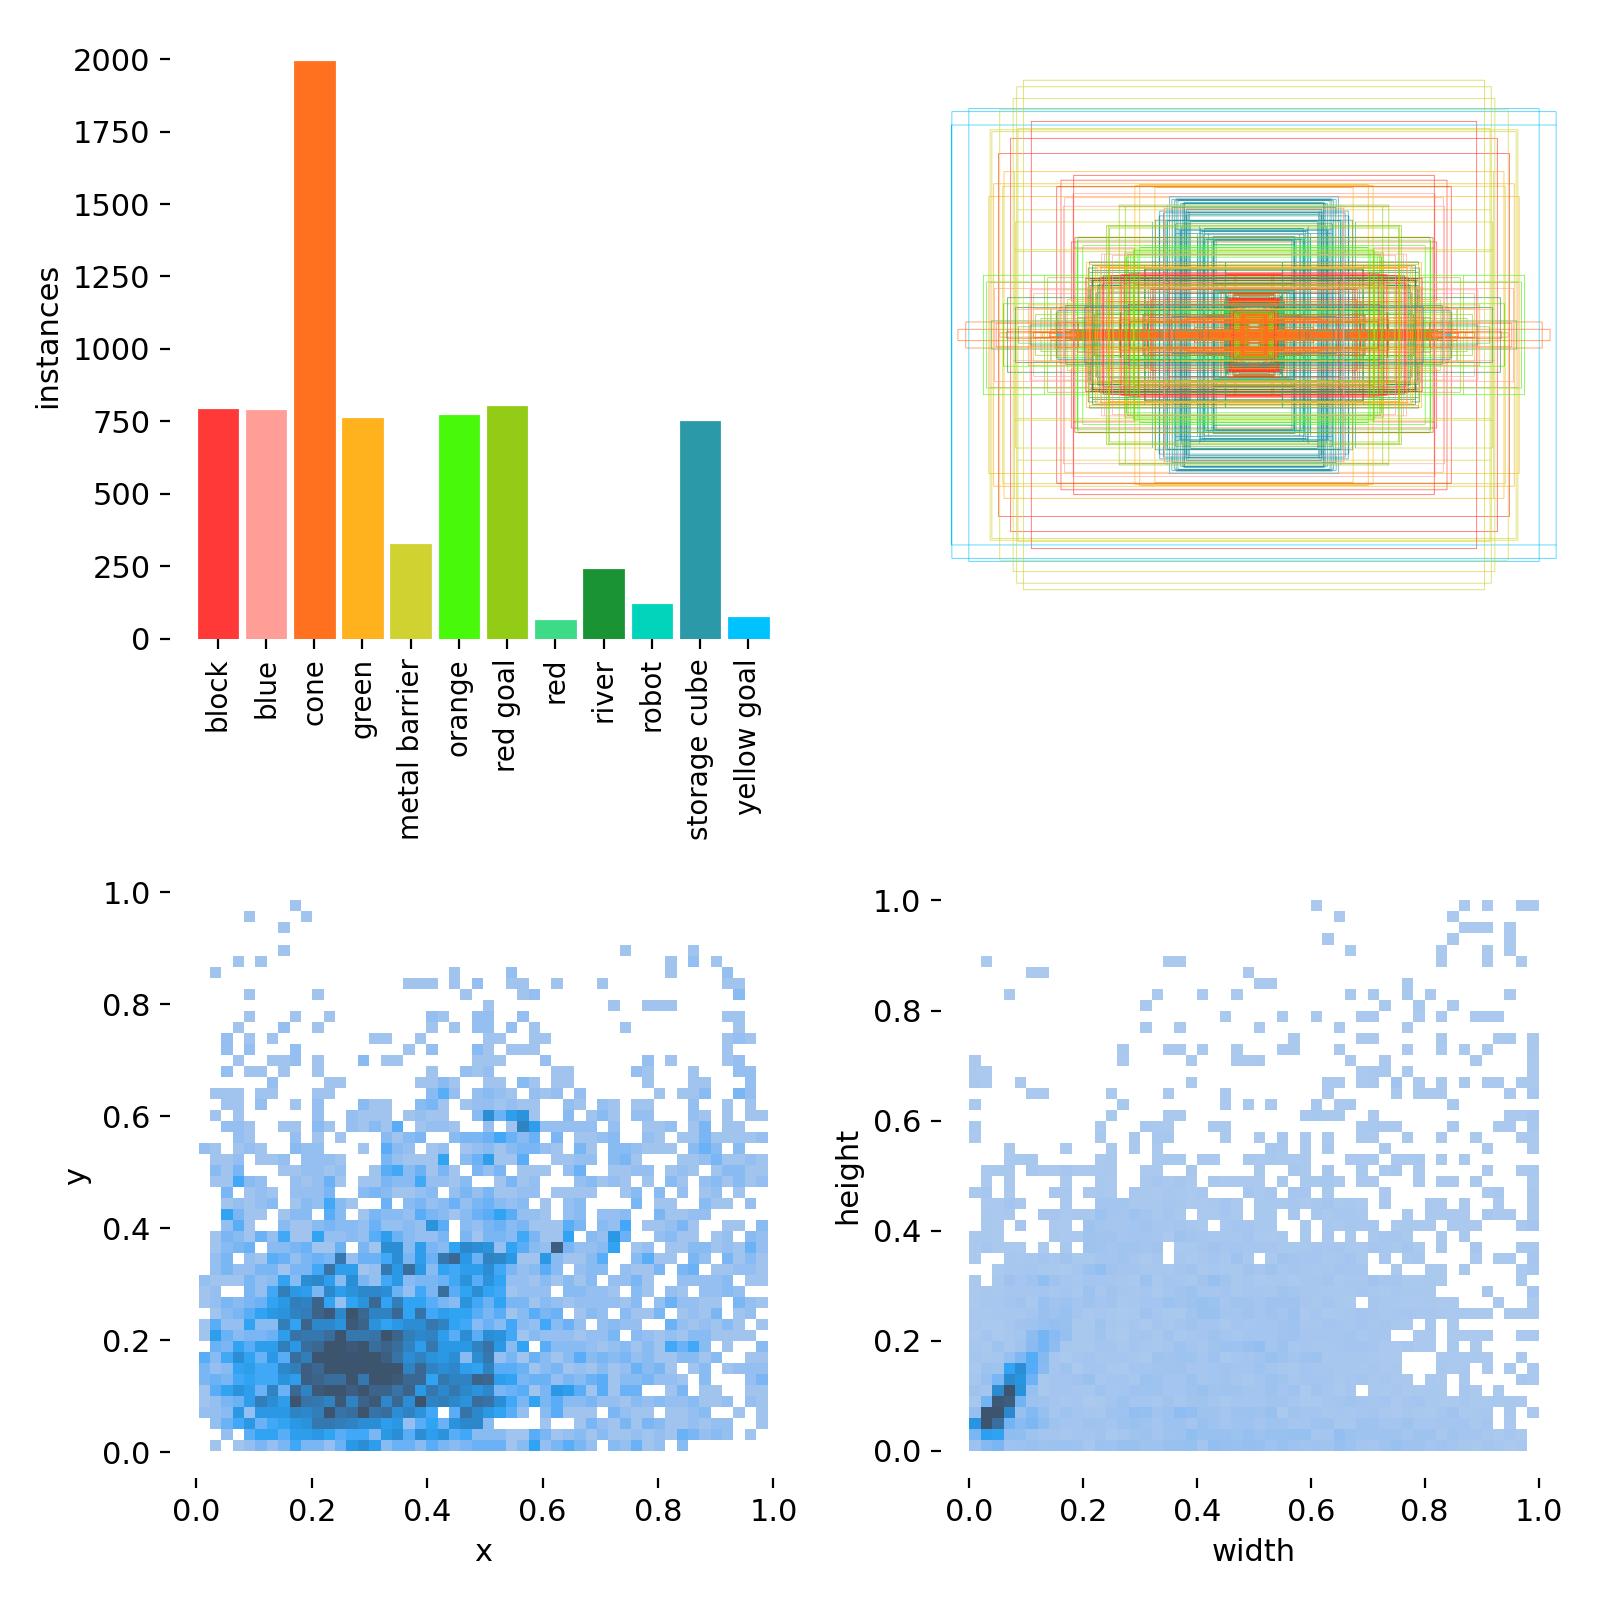 2000
1750
1500
1250
1000
750
500
250
0
instances
block
blue
cone
green
metal barrier
orange
red goal
red
river
robot
storage cube
yellow goal
1.0
0.8
0.6
0.4
0.2
0.0
y
0.0 0.2 0.4 0.6 0.8 1.0
x
1.0
0.8
0.6
0.4
0.2
0.0
height
0.0 0.2 0.4 0.6 0.8 1.0
width